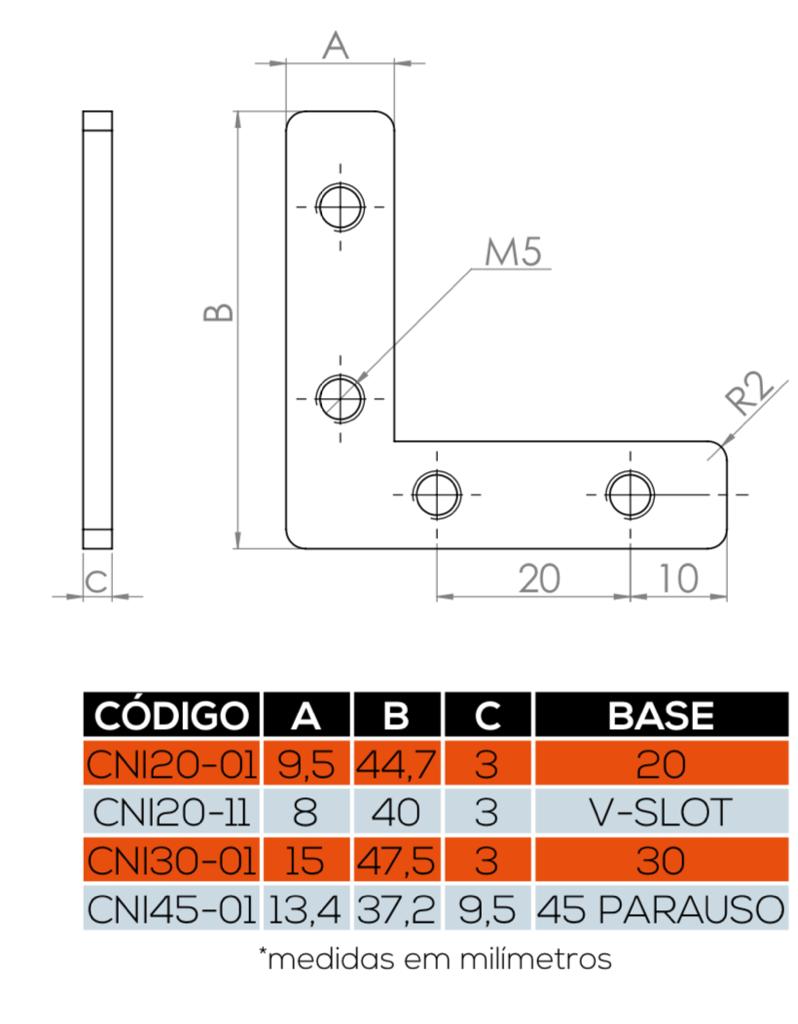 A
M5
B
R2
C
20
10
CÓDIGO A B C BASE
CNI20-01 9,5 44,7 3 20
CNI20-11 8 40 3 V-SLOT
CNI30-01 15 47,5 3 30
CNI45-01 13,4 37,2 9,5 45 PARAUSO
*medidas em milímetros